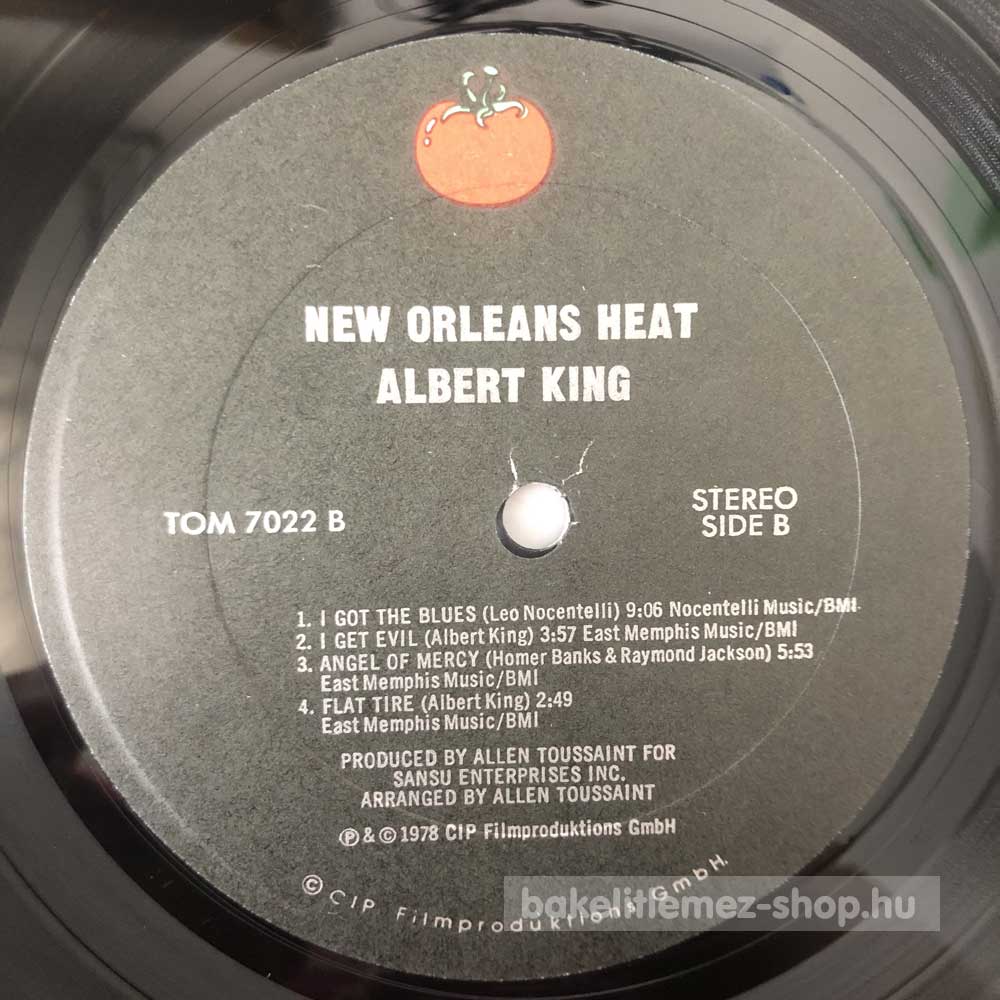 NEW ORLEANS HEAT
ALBERT KING
TOM 7022 B
STEREO
SIDE B
1. I GOT THE BLUES (Leo Nocentelli) 9:06 Nocentelli Music/BMI
2. I GET EVIL (Albert King) 3:57 East Memphis Music/BMI
3. ANGEL OF MERCY (Homer Banks & Raymond Jackson) 5:53
East Memphis Music/BMI
4. FLAT TIRE (Albert King) 2:49
East Memphis Music/BMI
PRODUCED BY ALLEN TOUSSAINT FOR
SANSU ENTERPRISES INC.
ARRANGED BY ALLEN TOUSSAINT
℗ & © 1978 CIP Filmproduktions GmbH
© CIP Filmproduktions GmbH.
bakelitlemez-shop.hu